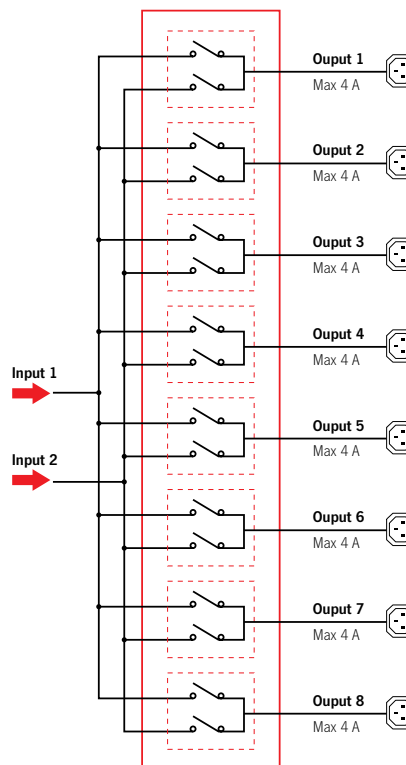 Ouput 1
Max 4 A
Ouput 2
Max 4 A
Ouput 3
Max 4 A
Ouput 4
Max 4 A
Input 1
Ouput 5
Max 4 A
Input 2
Ouput 6
Max 4 A
Ouput 7
Max 4 A
Ouput 8
Max 4 A